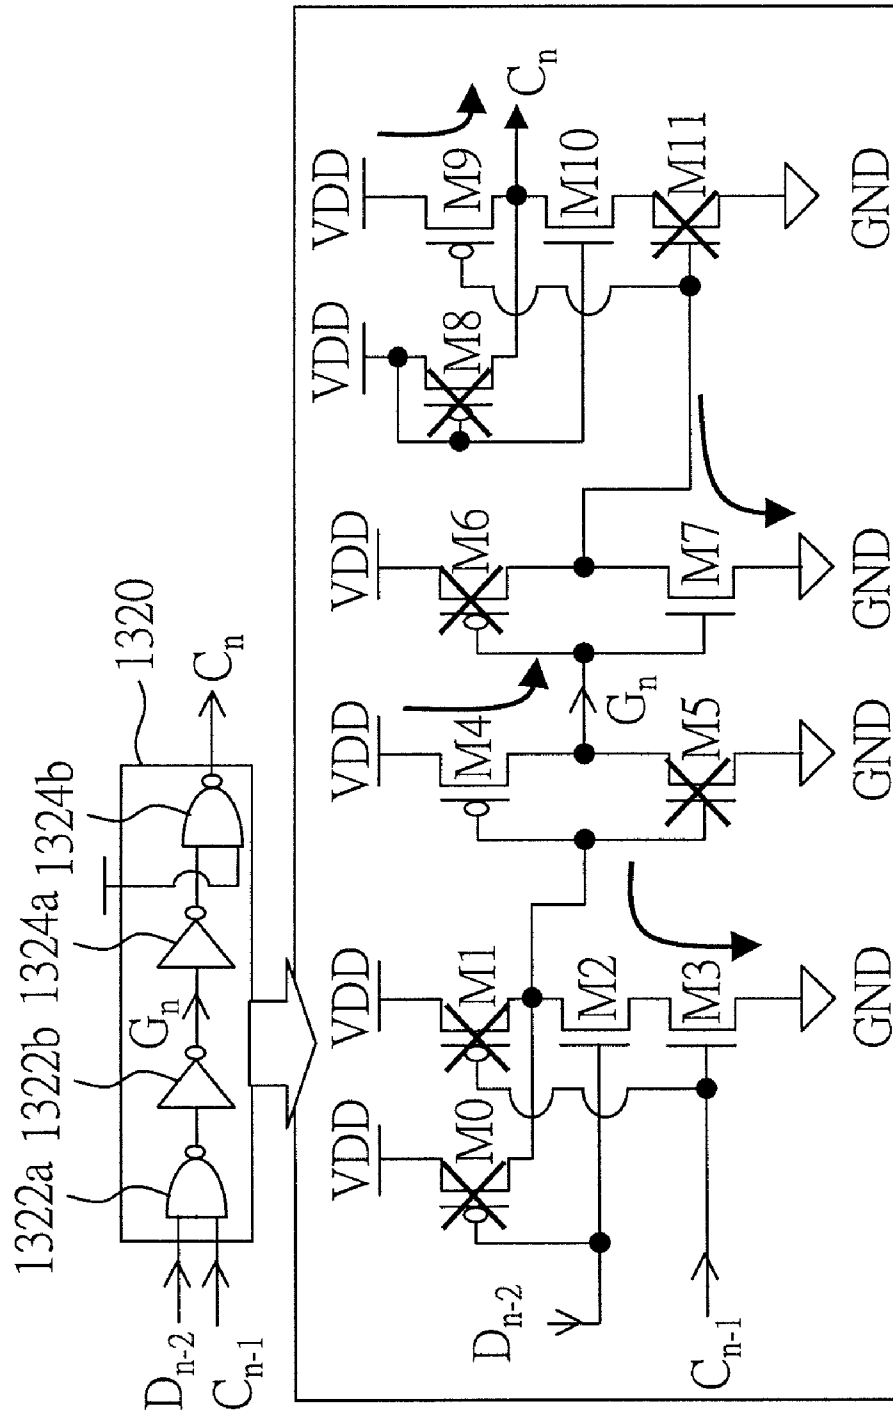 1320
1322a 1322b 1324a 1324b
D_{n-2}
C_{n-1}
G_n
C_n
VDD VDD VDD VDD VDD VDD
M0 M1 M4 M6 M8 M9
C_n
M2 M5 M7 M10
G_n
M3 M11
D_{n-2}
C_{n-1}
GND GND GND GND